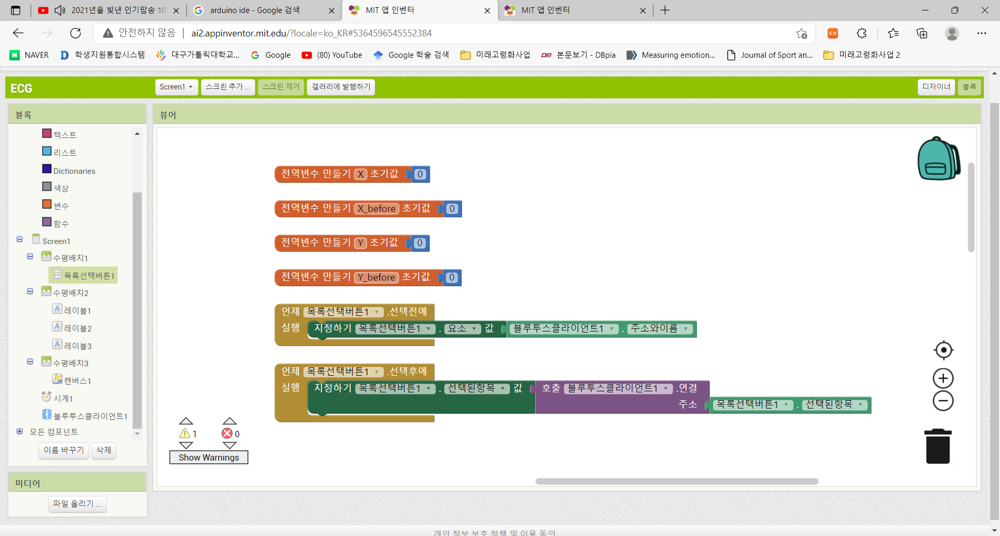 2021년을 빛낸 인기팝송 10
arduino ide - Google 검색
MIT 앱 인벤터
MIT 앱 인벤터
안전하지 않음
ai2.appinventor.mit.edu/?locale=ko_KR#5364596545552384
EX
N NAVER
D 학생지원통합시스템
대구가톨릭대학교...
G Google
(80) YouTube
Google 학술 검색
미래고령화사업
DB 본문보기 - DBpia
Measuring emotion...
Journal of Sport an...
미래고령화사업 2
ECG
Screen1
스크린 추가 ...
스크린 제거
갤러리에 발행하기
디자이너
블록
블록
뷰어
텍스트
리스트
Dictionaries
색상
변수
함수
Screen1
수평배치1
목록선택버튼1
수평배치2
A 레이블1
A 레이블2
A 레이블3
수평배치3
캔버스1
시계1
블루투스클라이언트1
모든 컴포넌트
이름 바꾸기
삭제
미디어
파일 올리기 ...
전역변수 만들기 X 초기값 0
전역변수 만들기 X_before 초기값 0
전역변수 만들기 Y 초기값 0
전역변수 만들기 Y_before 초기값 0
언제 목록선택버튼1 .선택전에
실행 지정하기 목록선택버튼1 . 요소 값 블루투스클라이언트1 . 주소와이름
언제 목록선택버튼1 .선택후에
실행 지정하기 목록선택버튼1 . 선택된항목 값 호출 블루투스클라이언트1 .연결
주소 목록선택버튼1 . 선택된항목
1
0
Show Warnings
개인 정보 보호 정책 및 이용 동의